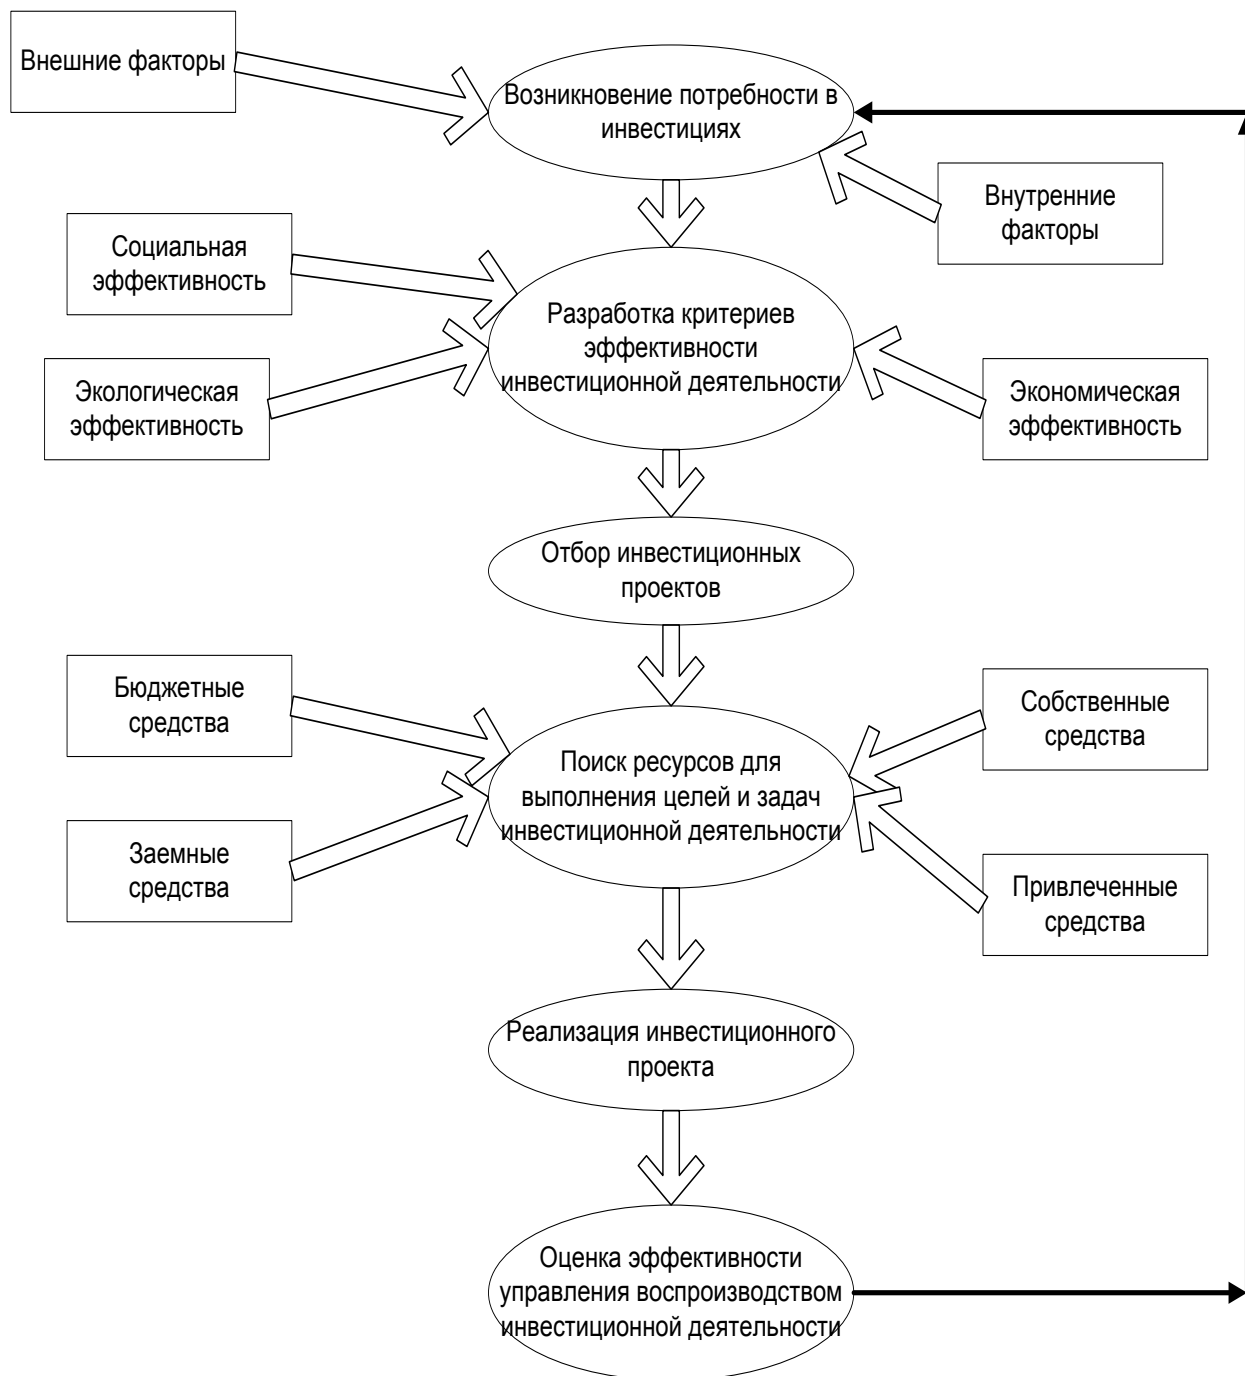 Внешние факторы
Возникновение потребности в
инвестициях
Внутренние
факторы
Социальная
эффективность
Разработка критериев
эффективности
инвестиционной деятельности
Экологическая
эффективность
Экономическая
эффективность
Отбор инвестиционных
проектов
Бюджетные
средства
Собственные
средства
Поиск ресурсов для
выполнения целей и задач
инвестиционной деятельности
Заемные
средства
Привлеченные
средства
Реализация инвестиционного
проекта
Оценка эффективности
управления воспроизводством
инвестиционной деятельности